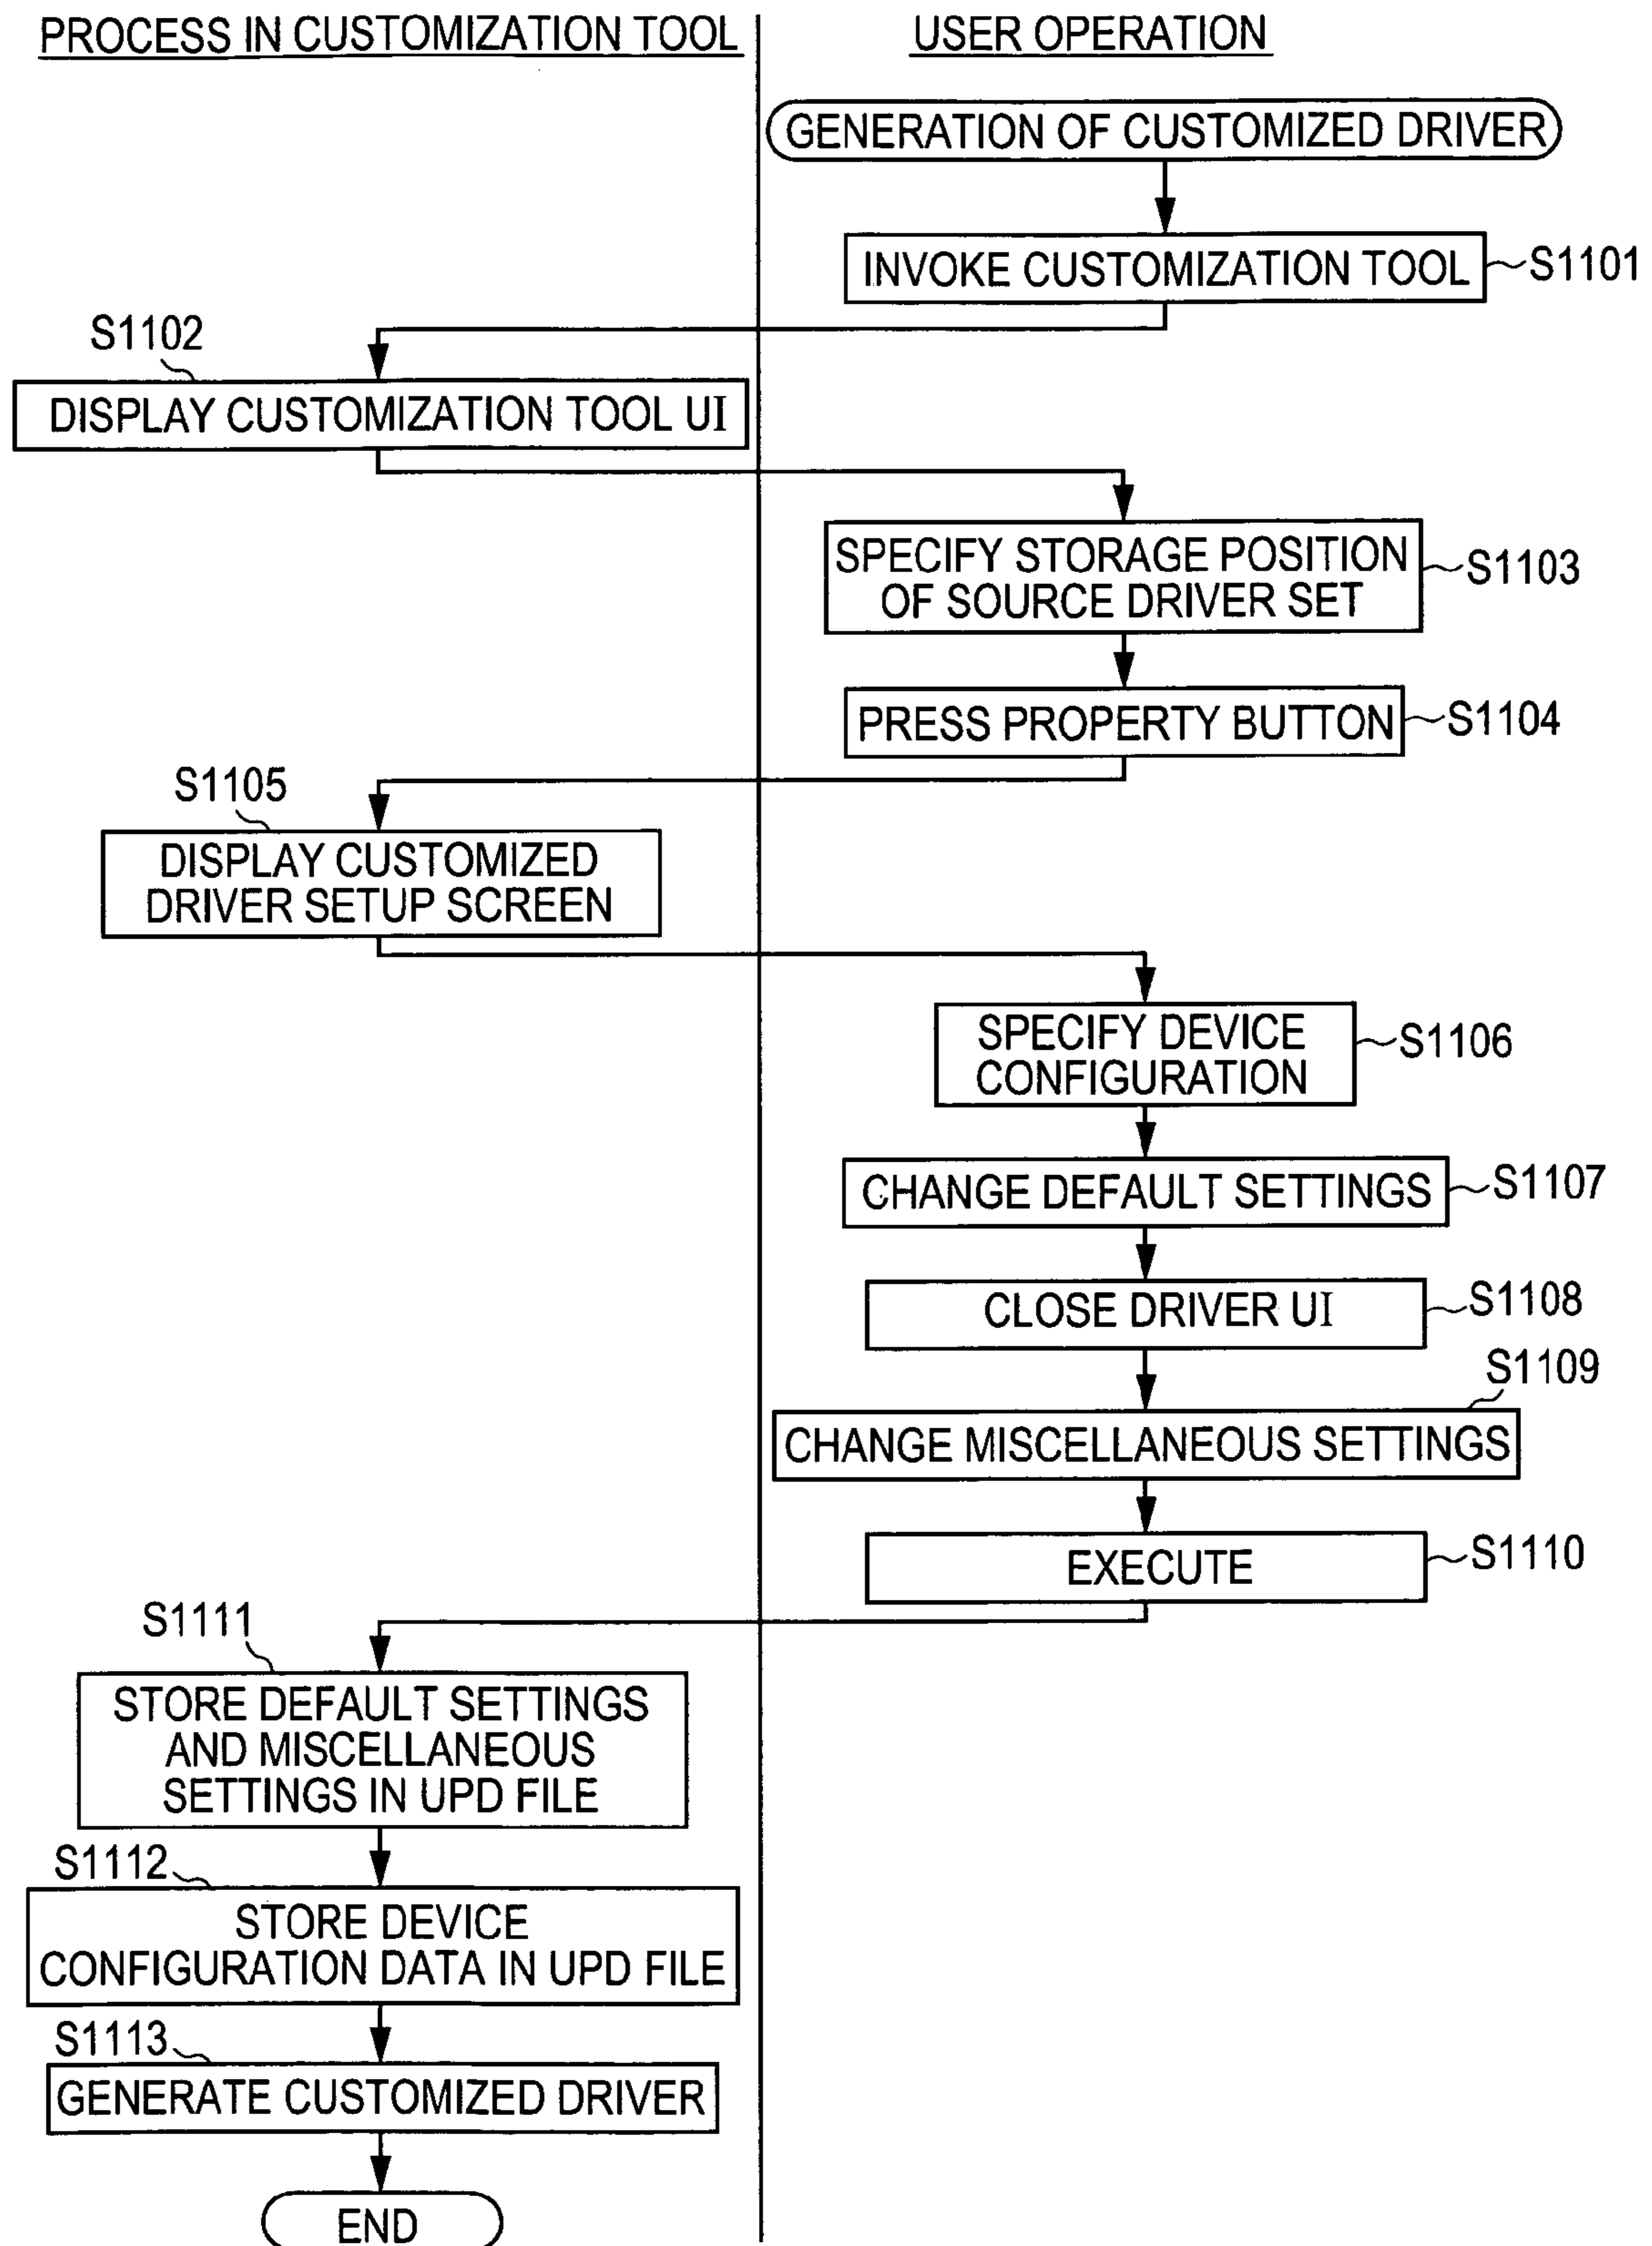 PROCESS IN CUSTOMIZATION TOOL
USER OPERATION
GENERATION OF CUSTOMIZED DRIVER
INVOKE CUSTOMIZATION TOOL
S1101
S1102
DISPLAY CUSTOMIZATION TOOL UI
SPECIFY STORAGE POSITION
OF SOURCE DRIVER SET
S1103
PRESS PROPERTY BUTTON
S1104
S1105
DISPLAY CUSTOMIZED
DRIVER SETUP SCREEN
SPECIFY DEVICE
CONFIGURATION
S1106
CHANGE DEFAULT SETTINGS
S1107
CLOSE DRIVER UI
S1108
S1109
CHANGE MISCELLANEOUS SETTINGS
EXECUTE
S1110
S1111
STORE DEFAULT SETTINGS
AND MISCELLANEOUS
SETTINGS IN UPD FILE
S1112
STORE DEVICE
CONFIGURATION DATA IN UPD FILE
S1113
GENERATE CUSTOMIZED DRIVER
END